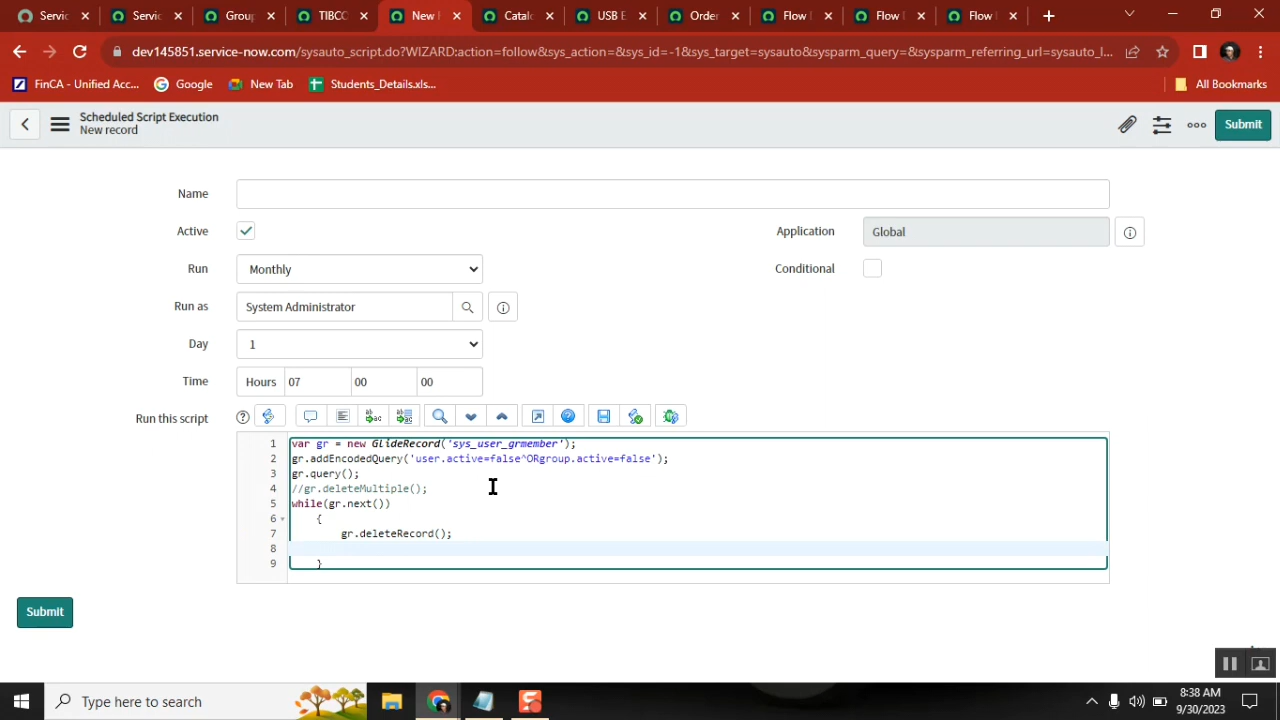 Servic
Servic
Group
TIBCO
New I
Catalo
USB E
Order
Flow I
Flow I
Flow I
dev145851.service-now.com/sysauto_script.do?WIZARD:action=follow&sys_action=&sys_id=-1&sys_target=sysauto&sysparm_query=&sysparm_referring_url=sysauto_l...
FinCA - Unified Acc...
Google
New Tab
Students_Details.xls...
All Bookmarks
Scheduled Script Execution
New record
Submit
Name
Active
Application
Global
Run
Monthly
Conditional
Run as
System Administrator
Day
1
Time
Hours
07
00
00
Run this script
1 var gr = new GlideRecord('sys_user_grmember');
2 gr.addEncodedQuery('user.active=false^ORgroup.active=false');
3 gr.query();
4 //gr.deleteMultiple();
5 while(gr.next())
6 {
7 gr.deleteRecord();
8
9 }
Submit
Type here to search
8:38 AM
9/30/2023